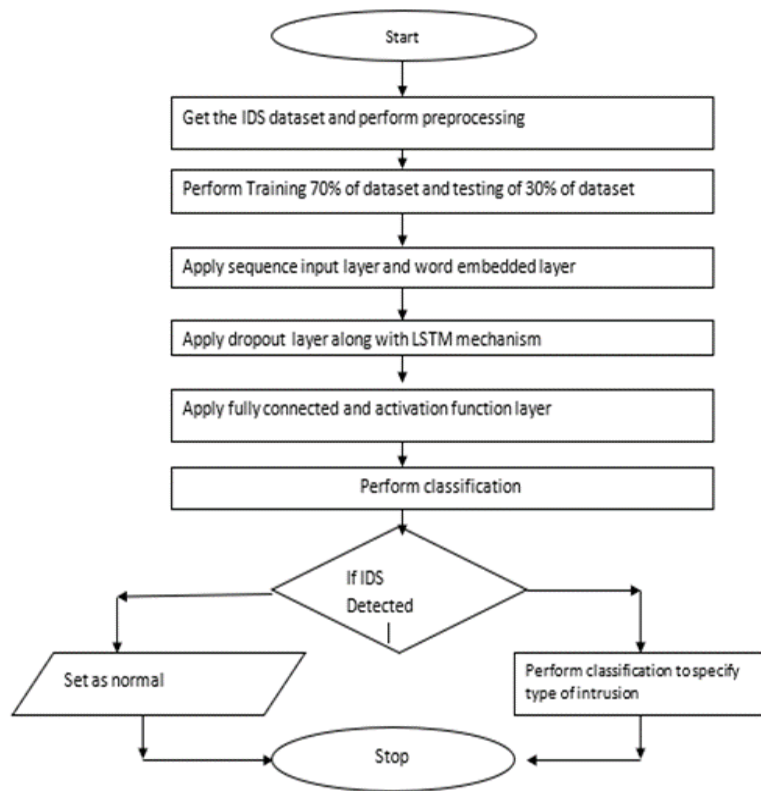 Start
Get the IDS dataset and perform preprocessing
Perform Training 70% of dataset and testing of 30% of dataset
Apply sequence input layer and word embedded layer
Apply dropout layer along with LSTM mechanism
Apply fully connected and activation function layer
Perform classification
If IDS
Detected
Set as normal
Perform classification to specify
type of intrusion
Stop